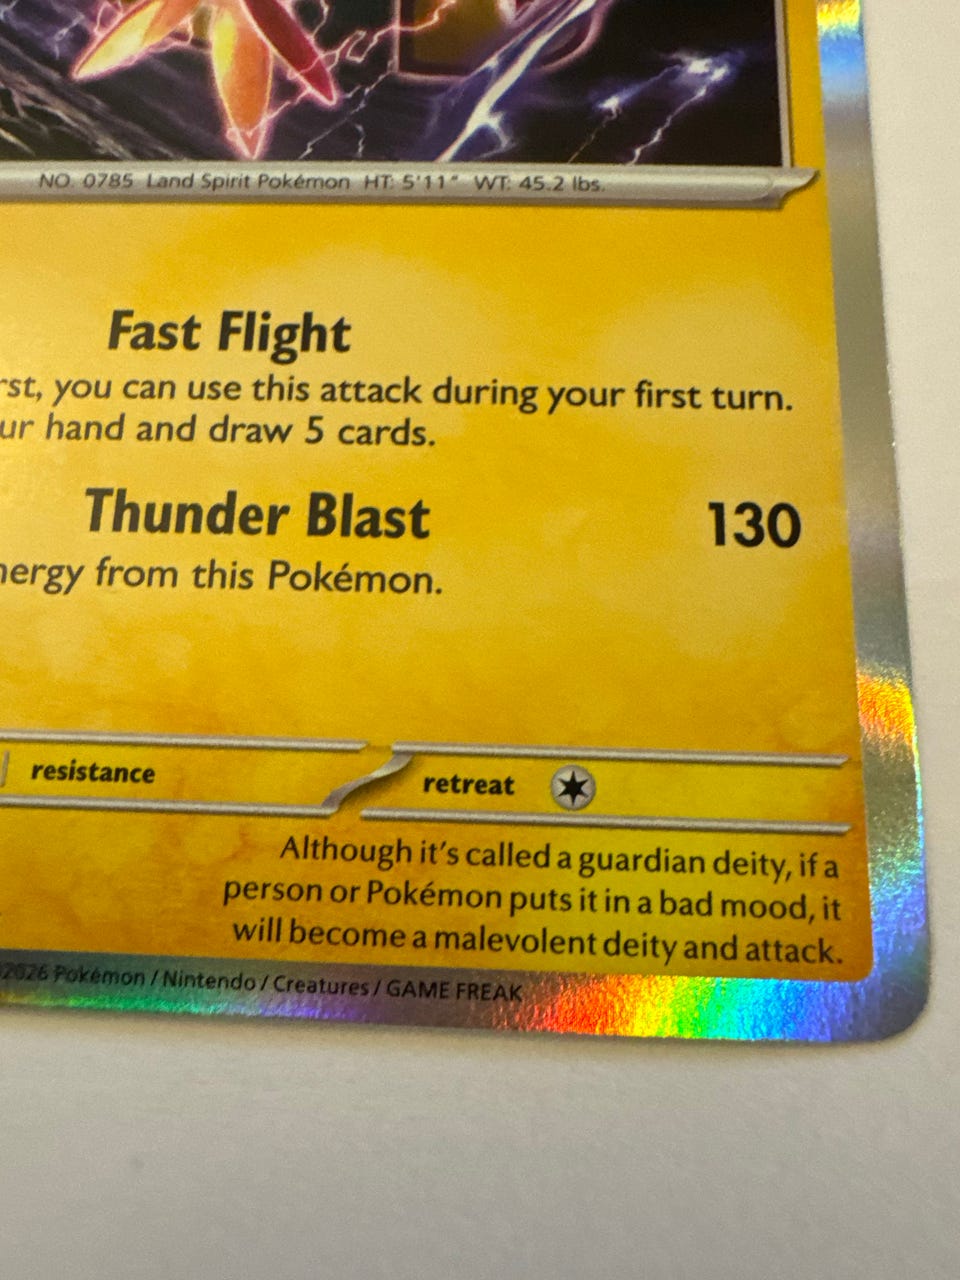 NO. 0785 Land Spirit Pokémon HT: 5'11" WT: 45.2 lbs.
Fast Flight
you can use this attack during your first turn.
hand and draw 5 cards.
Thunder Blast 130
from this Pokémon.
resistance retreat
Although it's called a guardian deity, if a
person or Pokémon puts it in a bad mood, it
will become a malevolent deity and attack.
2026 Pokémon / Nintendo / Creatures / GAME FREAK